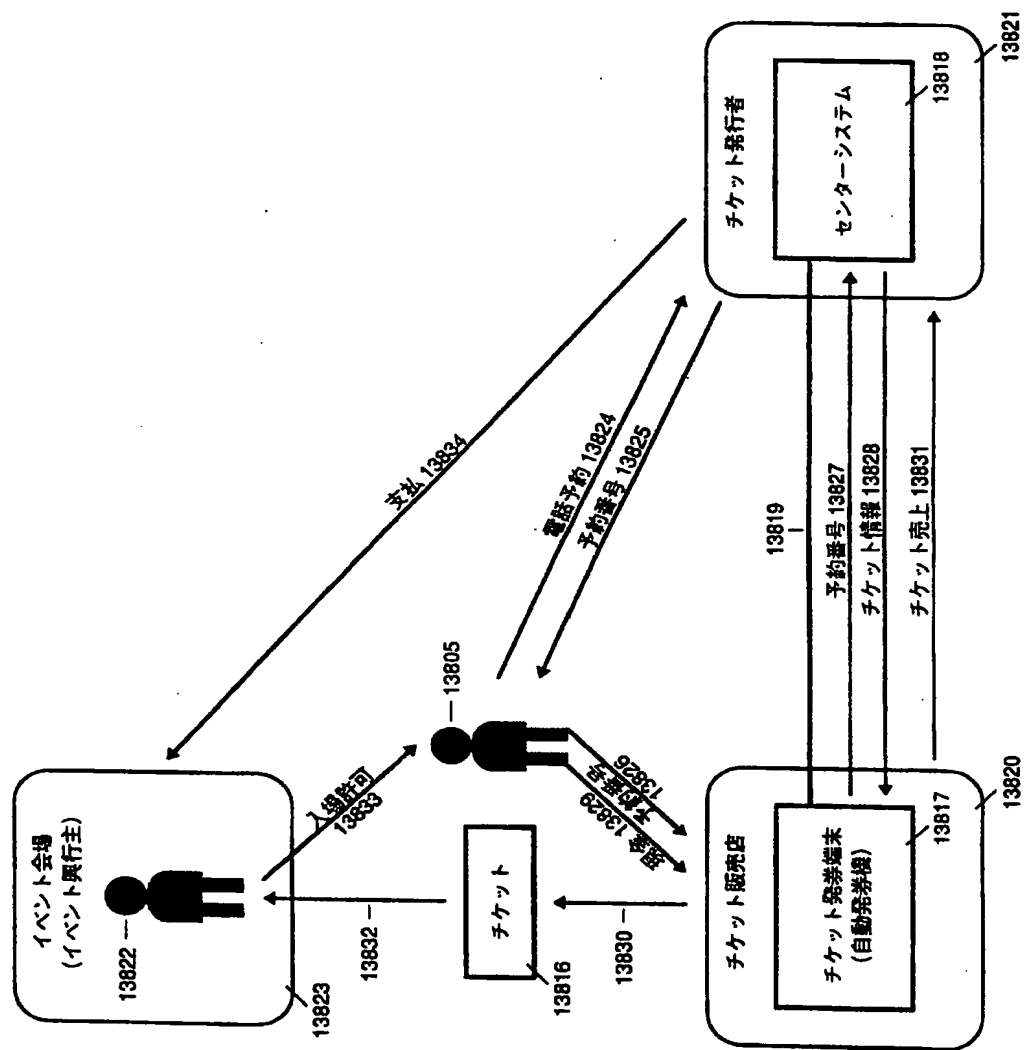 イベント会場
(イベント興行主)
13822
13823
入場許可
13833
支払 13834
13832
チケット
13816
13830
13805
電話予約 13824
予約番号 13825
予約番号
13826
現金
13829
チケット販売店
チケット発券端末
(自動発券機)
13817
13820
13819
予約番号 13827
チケット情報 13828
チケット売上 13831
チケット発行者
センターシステム
13818
13821